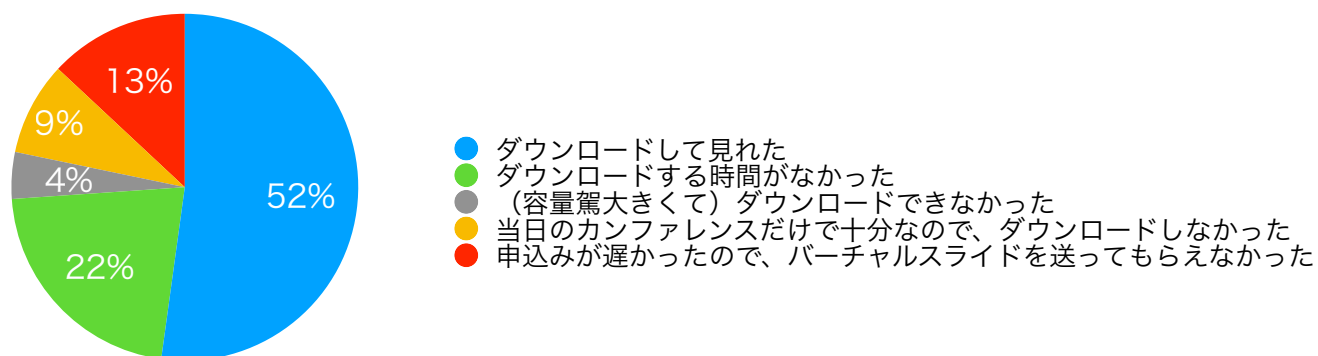 13%
9%
4%
52%
22%
ダウンロードして見れた
ダウンロードする時間がなかった
（容量駕大きくて）ダウンロードできなかった
当日のカンファレンスだけで十分なので、ダウンロードしなかった
申込みが遅かったので、バーチャルスライドを送ってもらえなかった